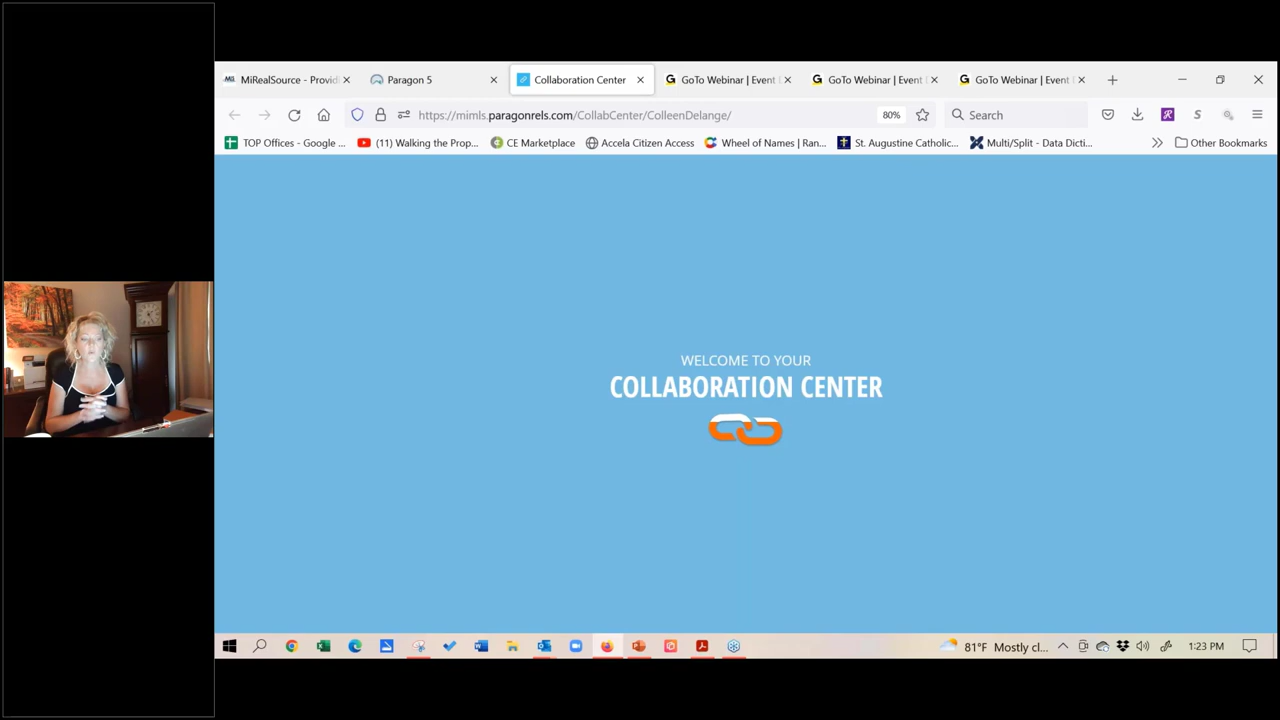 MiRealSource - Providi
Paragon 5
Collaboration Center
GoTo Webinar | Event
GoTo Webinar | Event
GoTo Webinar | Event
https://mimls.paragonrels.com/CollabCenter/ColleenDelange/
80%
Search
TOP Offices - Google ...
(11) Walking the Prop...
CE Marketplace
Accela Citizen Access
Wheel of Names | Ran...
St. Augustine Catholic...
Multi/Split - Data Dicti...
Other Bookmarks
WELCOME TO YOUR
COLLABORATION CENTER
81°F Mostly cl...
1:23 PM